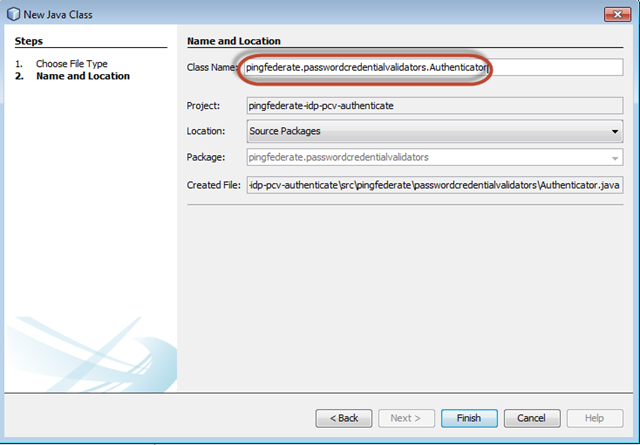 New Java Class
Steps
1. Choose File Type
2. Name and Location
Name and Location
Class Name: pingfederate.passwordcredentialvalidators.Authenticator
Project: pingfederate-idp-pcv-authenticate
Location: Source Packages
Package: pingfederate.passwordcredentialvalidators
Created File: -idp-pcv-authenticate\src\pingfederate\passwordcredentialvalidators\Authenticator.java
< Back Next > Finish Cancel Help